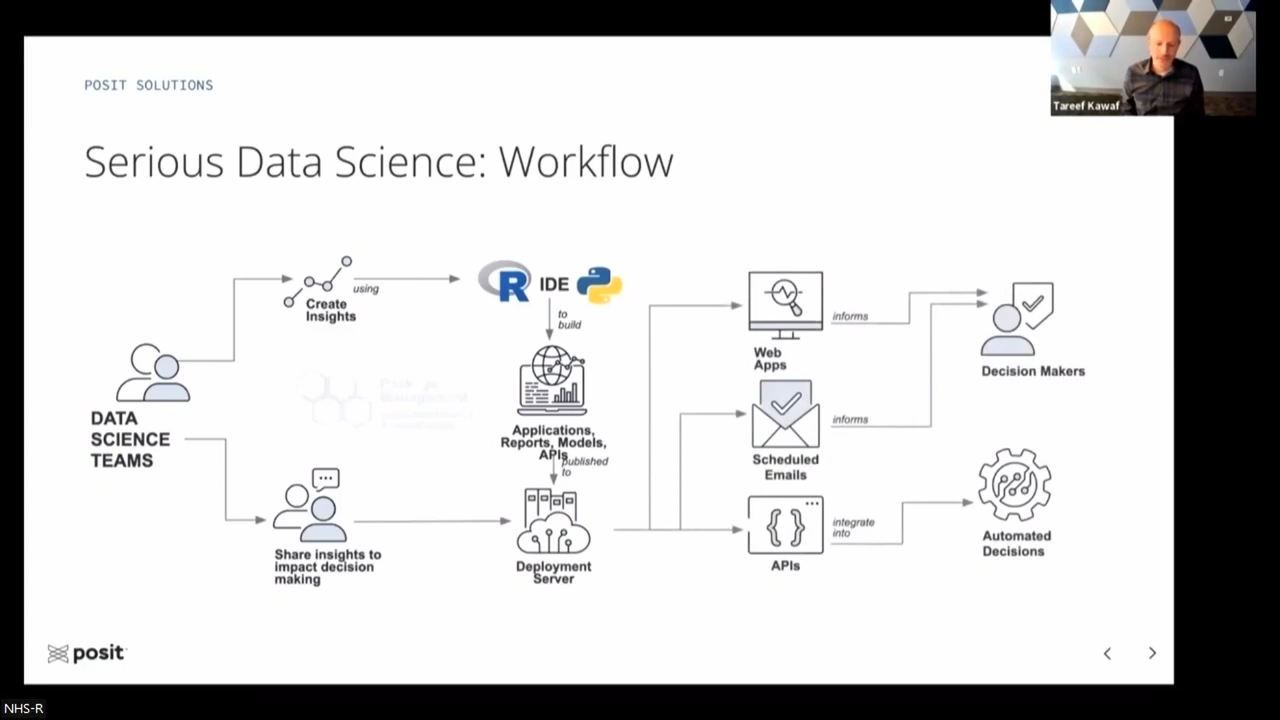 POSIT SOLUTIONS
Tareef Kawaf
Serious Data Science: Workflow
using
Create
Insights
R
IDE
to
build
DATA
SCIENCE
TEAMS
Applications,
Reports, Models,
APIs
published
to
Share insights to
impact decision
making
Deployment
Server
Web
Apps
informs
Scheduled
Emails
informs
{ }
APIs
integrate
into
Decision Makers
Automated
Decisions
posit
NHS-R